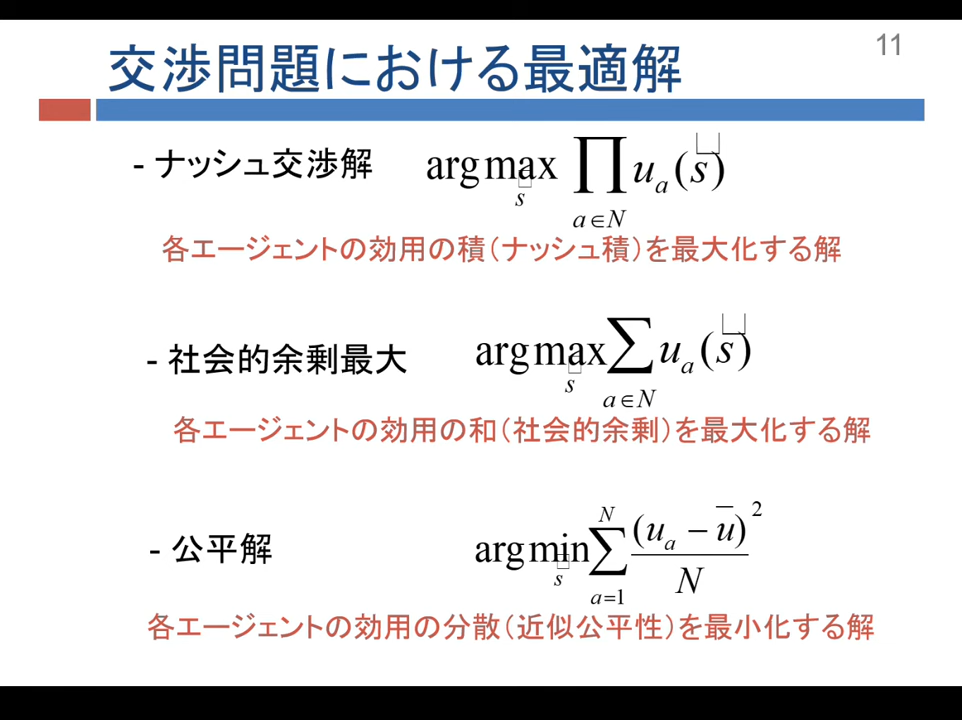 11
交渉問題における最適解
- ナッシュ交渉解 arg max_s ∏_{a∈N} u_a(s)
各エージェントの効用の積(ナッシュ積)を最大化する解
- 社会的余剰最大 arg max_s ∑_{a∈N} u_a(s)
各エージェントの効用の和(社会的余剰)を最大化する解
- 公平解 arg min_s ∑_{a=1}^{N} (u_a − u̅)² / N
各エージェントの効用の分散(近似公平性)を最小化する解